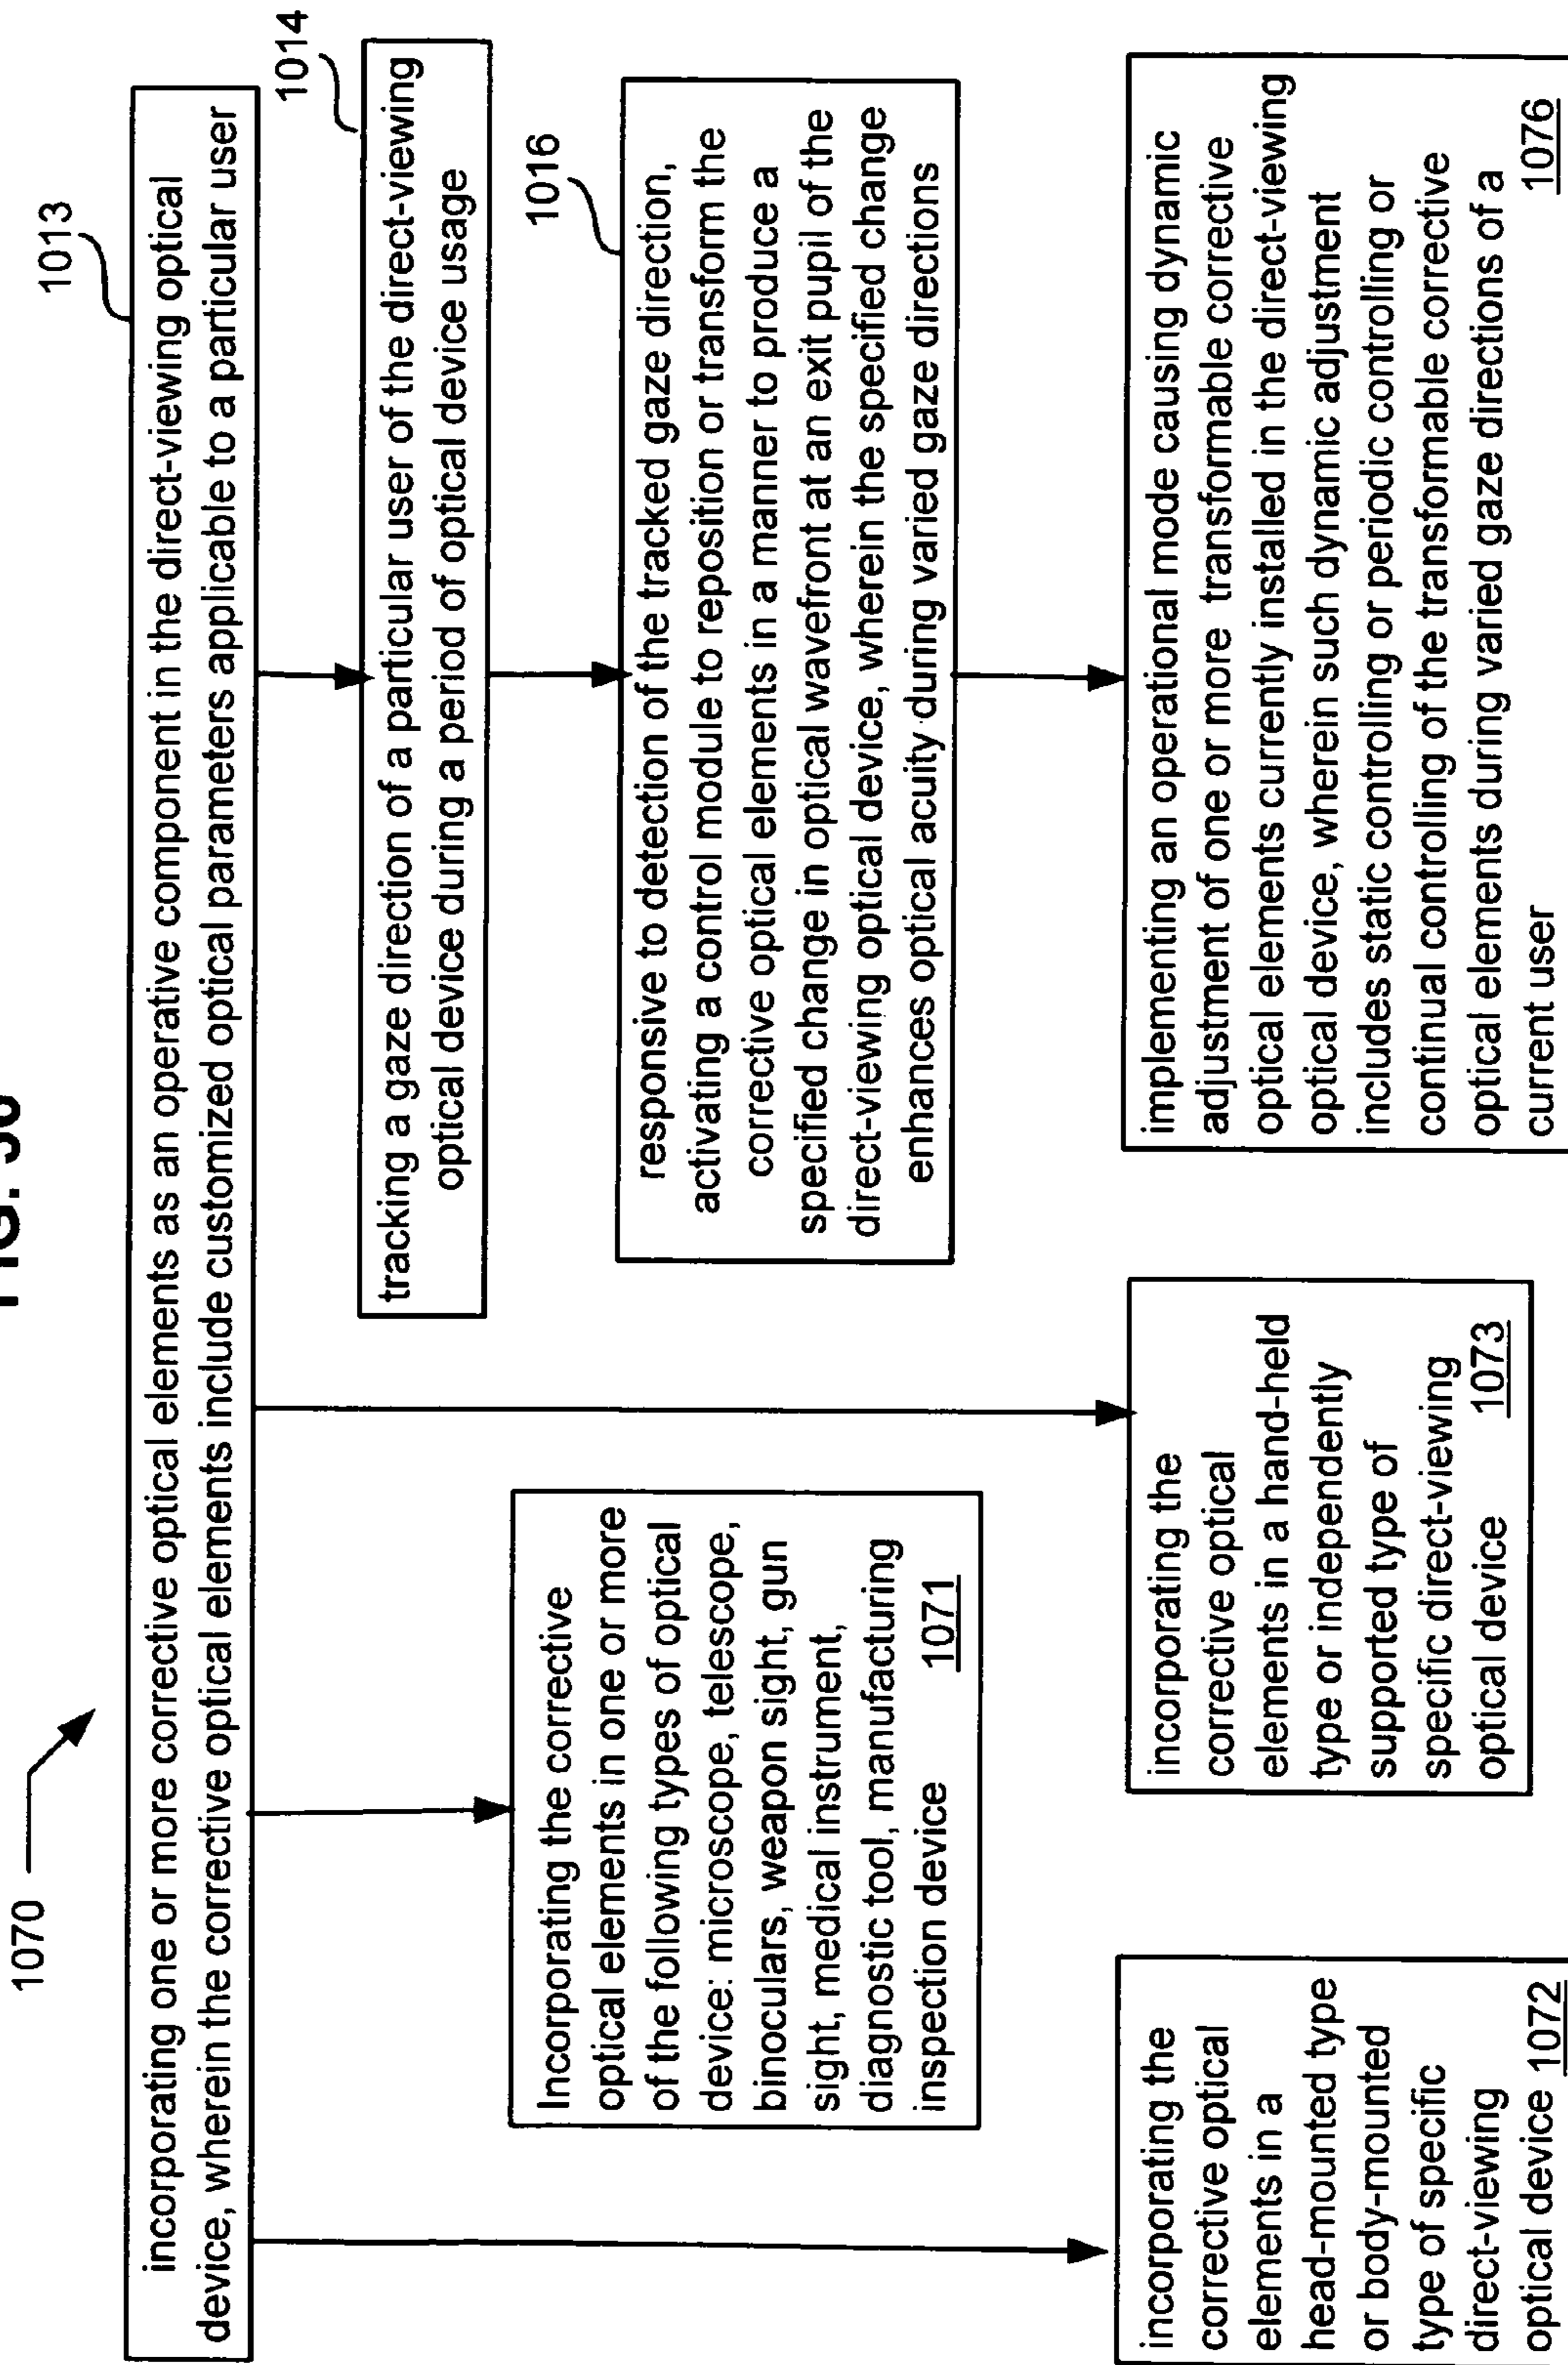 FIG.
1070
1013
incorporating one or more corrective optical elements as an operative component in the direct-viewing optical
device, wherein the corrective optical elements include customized optical parameters applicable to a particular user
1014
tracking a gaze direction of a particular user of the direct-viewing
optical device during a period of optical device usage
1016
responsive to detection of the tracked gaze direction,
activating a control module to reposition or transform the
corrective optical elements in a manner to produce a
specified change in optical wavefront at an exit pupil of the
direct-viewing optical device, wherein the specified change
enhances optical acuity during varied gaze directions
Incorporating the corrective
optical elements in one or more
of the following types of optical
device: microscope, telescope,
binoculars, weapon sight, gun
sight, medical instrument,
diagnostic tool, manufacturing
inspection device 1071
incorporating the
corrective optical
elements in a
head-mounted type
or body-mounted
type of specific
direct-viewing
optical device 1072
incorporating the
corrective optical
elements in a hand-held
type or independently
supported type of
specific direct-viewing
optical device 1073
implementing an operational mode causing dynamic
adjustment of one or more transformable corrective
optical elements currently installed in the direct-viewing
optical device, wherein such dynamic adjustment
includes static controlling or periodic controlling or
continual controlling of the transformable corrective
optical elements during varied gaze directions of a
current user 1076